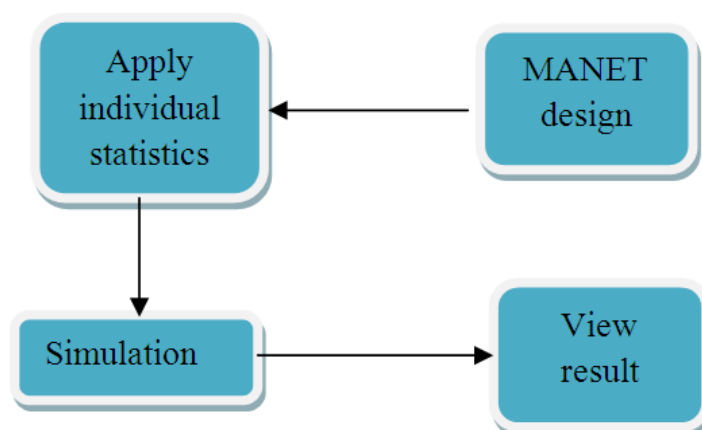 Apply
individual
statistics
MANET
design
Simulation
View
result